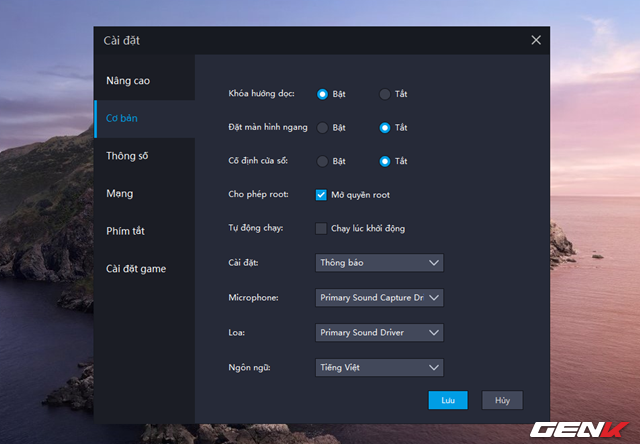 Cài đặt
Nâng cao
Cơ bản
Thông số
Mạng
Phím tắt
Cài đặt game
Khóa hướng dọc: Bật Tắt
Đặt màn hình ngang Bật Tắt
Cố định cửa sổ: Bật Tắt
Cho phép root: Mở quyền root
Tự động chạy: Chạy lúc khởi động
Cài đặt: Thông báo
Microphone: Primary Sound Capture Dri
Loa: Primary Sound Driver
Ngôn ngữ: Tiếng Việt
Lưu Hủy
GENK